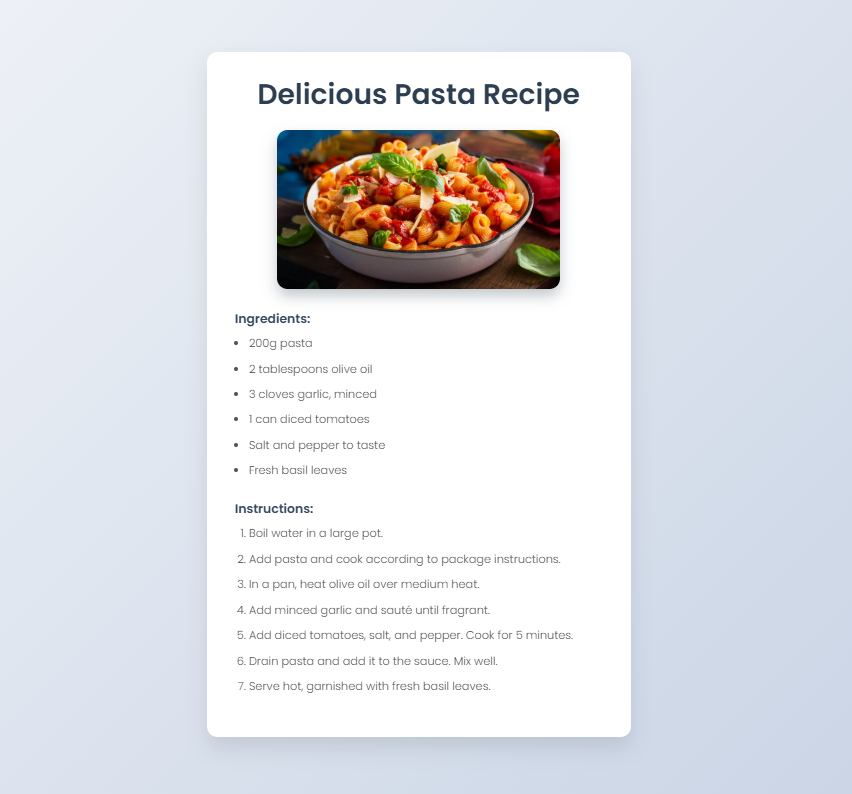 Delicious Pasta Recipe
Ingredients:
• 200g pasta
• 2 tablespoons olive oil
• 3 cloves garlic, minced
• 1 can diced tomatoes
• Salt and pepper to taste
• Fresh basil leaves
Instructions:
1. Boil water in a large pot.
2. Add pasta and cook according to package instructions.
3. In a pan, heat olive oil over medium heat.
4. Add minced garlic and sauté until fragrant.
5. Add diced tomatoes, salt, and pepper. Cook for 5 minutes.
6. Drain pasta and add it to the sauce. Mix well.
7. Serve hot, garnished with fresh basil leaves.